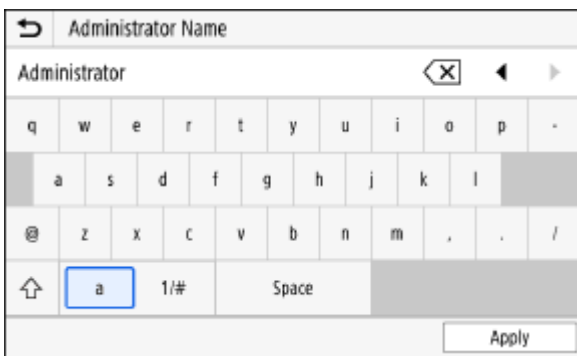 Administrator Name
Administrator
q w e r t y u i o p -
a s d f g h j k l
@ z x c v b n m , . /
a 1/# Space
Apply